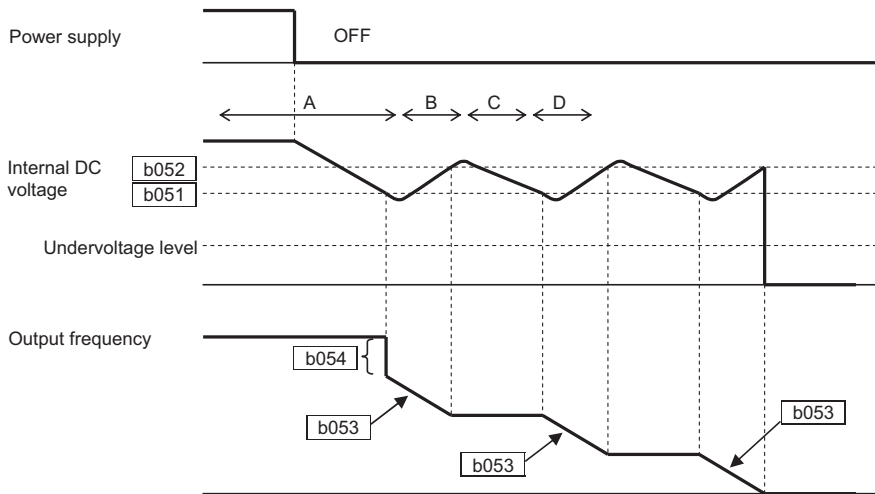 Power supply
OFF
A
B
C
D
Internal DC
voltage
b052
b051
Undervoltage level
Output frequency
b054
b053
b053
b053